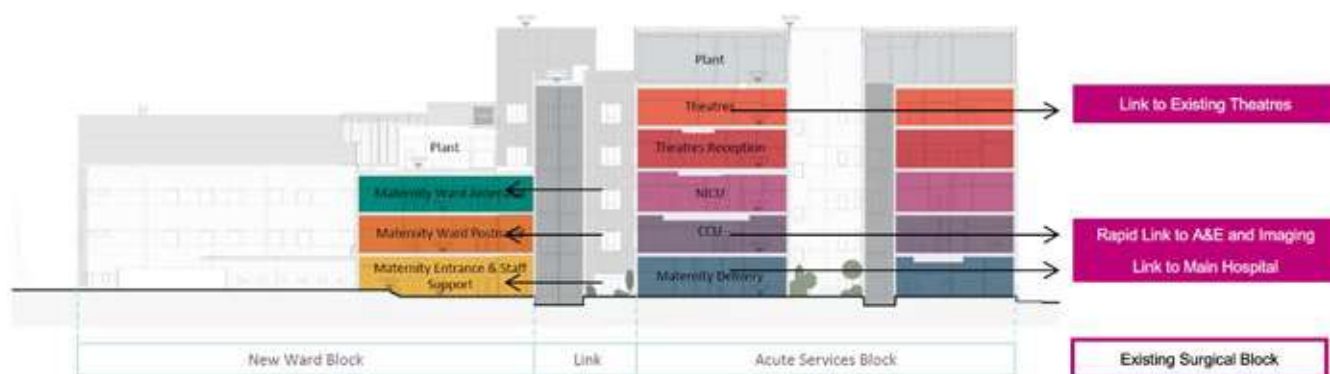 Plant
Theatres
Link to Existing Theatres
Theatres Reception
Plant
Maternity Ward
NICU
Maternity Ward
CCU
Rapid Link to A&E and Imaging
Maternity Entrance & Staff
Support
Maternity Delivery
Link to Main Hospital
New Ward Block
Link
Acute Services Block
Existing Surgical Block